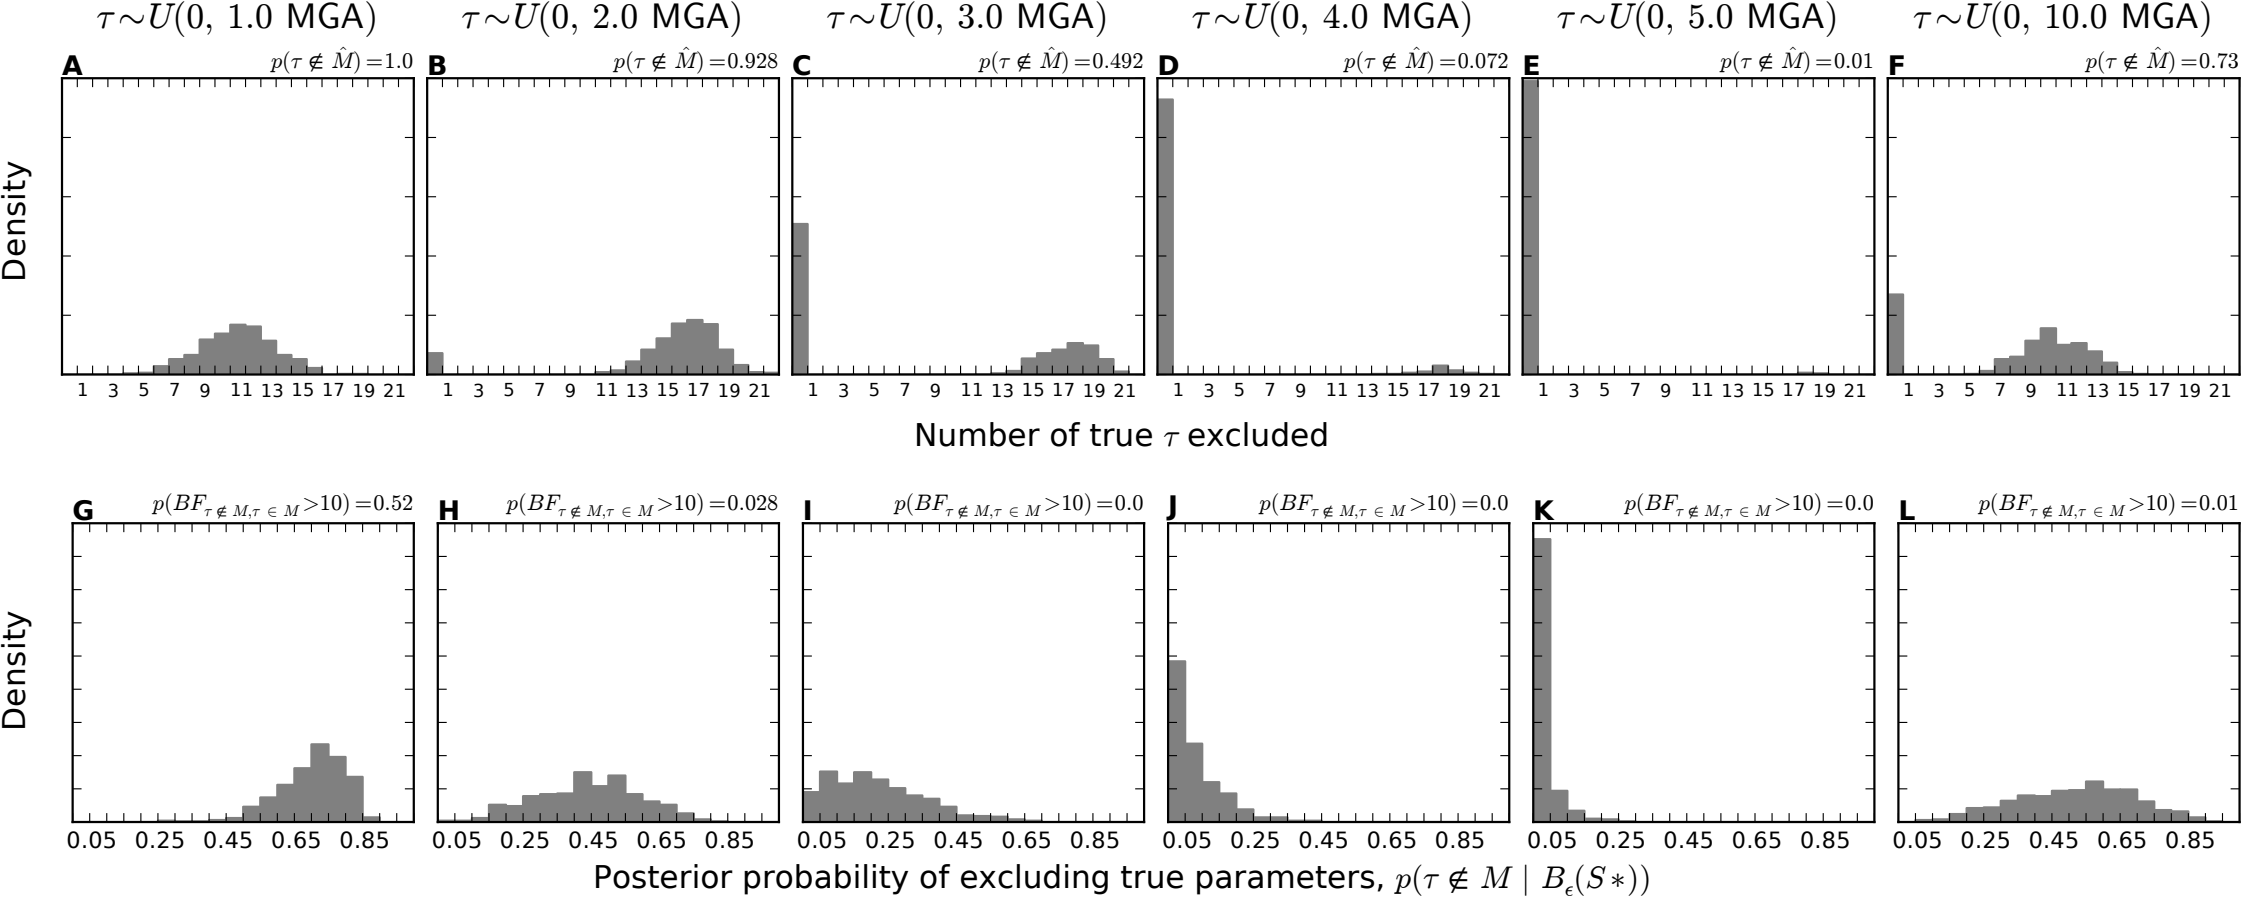 τ∼U(0, 1.0 MGA) τ∼U(0, 2.0 MGA) τ∼U(0, 3.0 MGA) τ∼U(0, 4.0 MGA) τ∼U(0, 5.0 MGA) τ∼U(0, 10.0 MGA)
A p(τ ∉ M̂)=1.0 B p(τ ∉ M̂)=0.928 C p(τ ∉ M̂)=0.492 D p(τ ∉ M̂)=0.072 E p(τ ∉ M̂)=0.01 F p(τ ∉ M̂)=0.73
Density
1 3 5 7 9 11 13 15 17 19 21 1 3 5 7 9 11 13 15 17 19 21 1 3 5 7 9 11 13 15 17 19 21 1 3 5 7 9 11 13 15 17 19 21 1 3 5 7 9 11 13 15 17 19 21 1 3 5 7 9 11 13 15 17 19 21
Number of true τ excluded
G p(BF_{τ ∉ M,τ ∈ M}>10)=0.52 H p(BF_{τ ∉ M,τ ∈ M}>10)=0.028 I p(BF_{τ ∉ M,τ ∈ M}>10)=0.0 J p(BF_{τ ∉ M,τ ∈ M}>10)=0.0 K p(BF_{τ ∉ M,τ ∈ M}>10)=0.0 L p(BF_{τ ∉ M,τ ∈ M}>10)=0.01
Density
0.05 0.25 0.45 0.65 0.85 0.05 0.25 0.45 0.65 0.85 0.05 0.25 0.45 0.65 0.85 0.05 0.25 0.45 0.65 0.85 0.05 0.25 0.45 0.65 0.85 0.05 0.25 0.45 0.65 0.85
Posterior probability of excluding true parameters, p(τ ∉ M | B_ϵ(S∗))